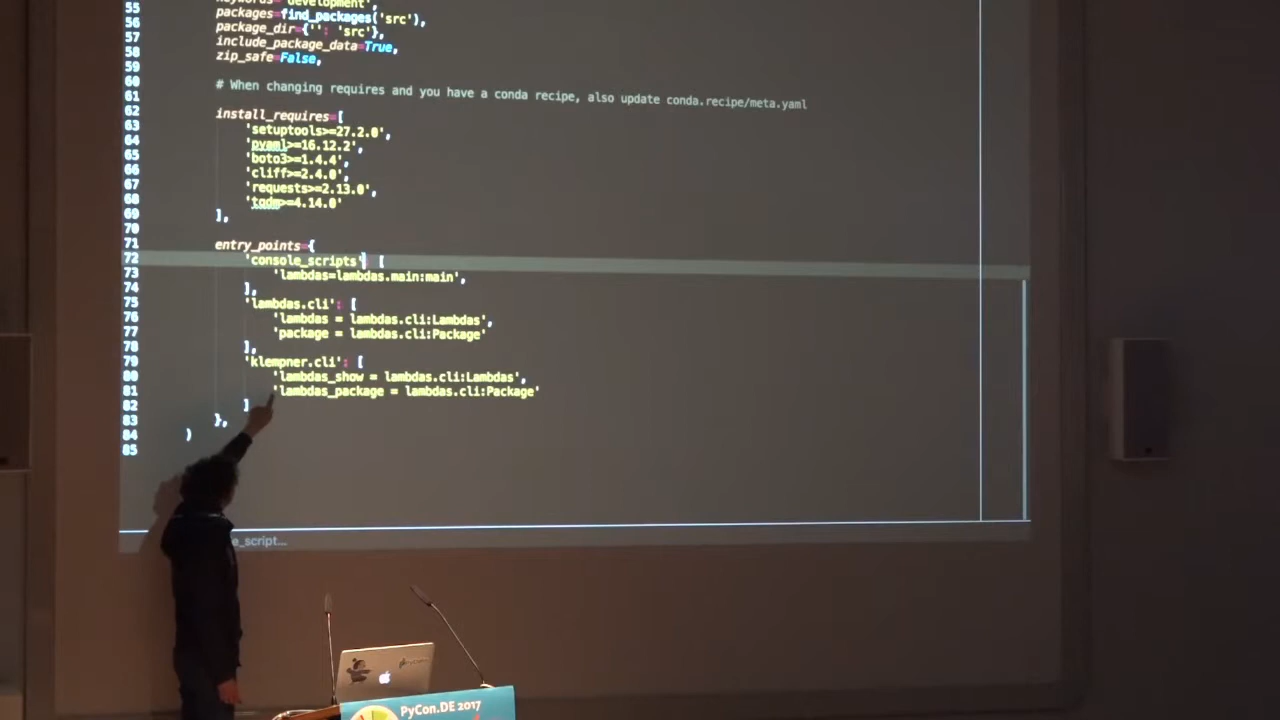 55 keywords='development',
56 packages=find_packages('src'),
57 package_dir={'': 'src'},
58 include_package_data=True,
59 zip_safe=False,
60
61 # When changing requires and you have a conda recipe, also update conda.recipe/meta.yaml
62 install_requires=[
63 'setuptools>=27.2.0',
64 'pyaml>=16.12.2',
65 'boto3>=1.4.4',
66 'cliff>=2.4.0',
67 'requests>=2.13.0',
68 'tqdm>=4.14.0'
69 ],
70
71 entry_points={
72 'console_scripts': [
73 'lambdas=lambdas.main:main',
74 ],
75 'lambdas.cli': [
76 'lambdas = lambdas.cli:Lambdas',
77 'package = lambdas.cli:Package'
78 ],
79 'klempner.cli': [
80 'lambdas_show = lambdas.cli:Lambdas',
81 'lambdas_package = lambdas.cli:Package'
82 ]
83 },
84 )
85
e_script...
PyCon.DE 2017